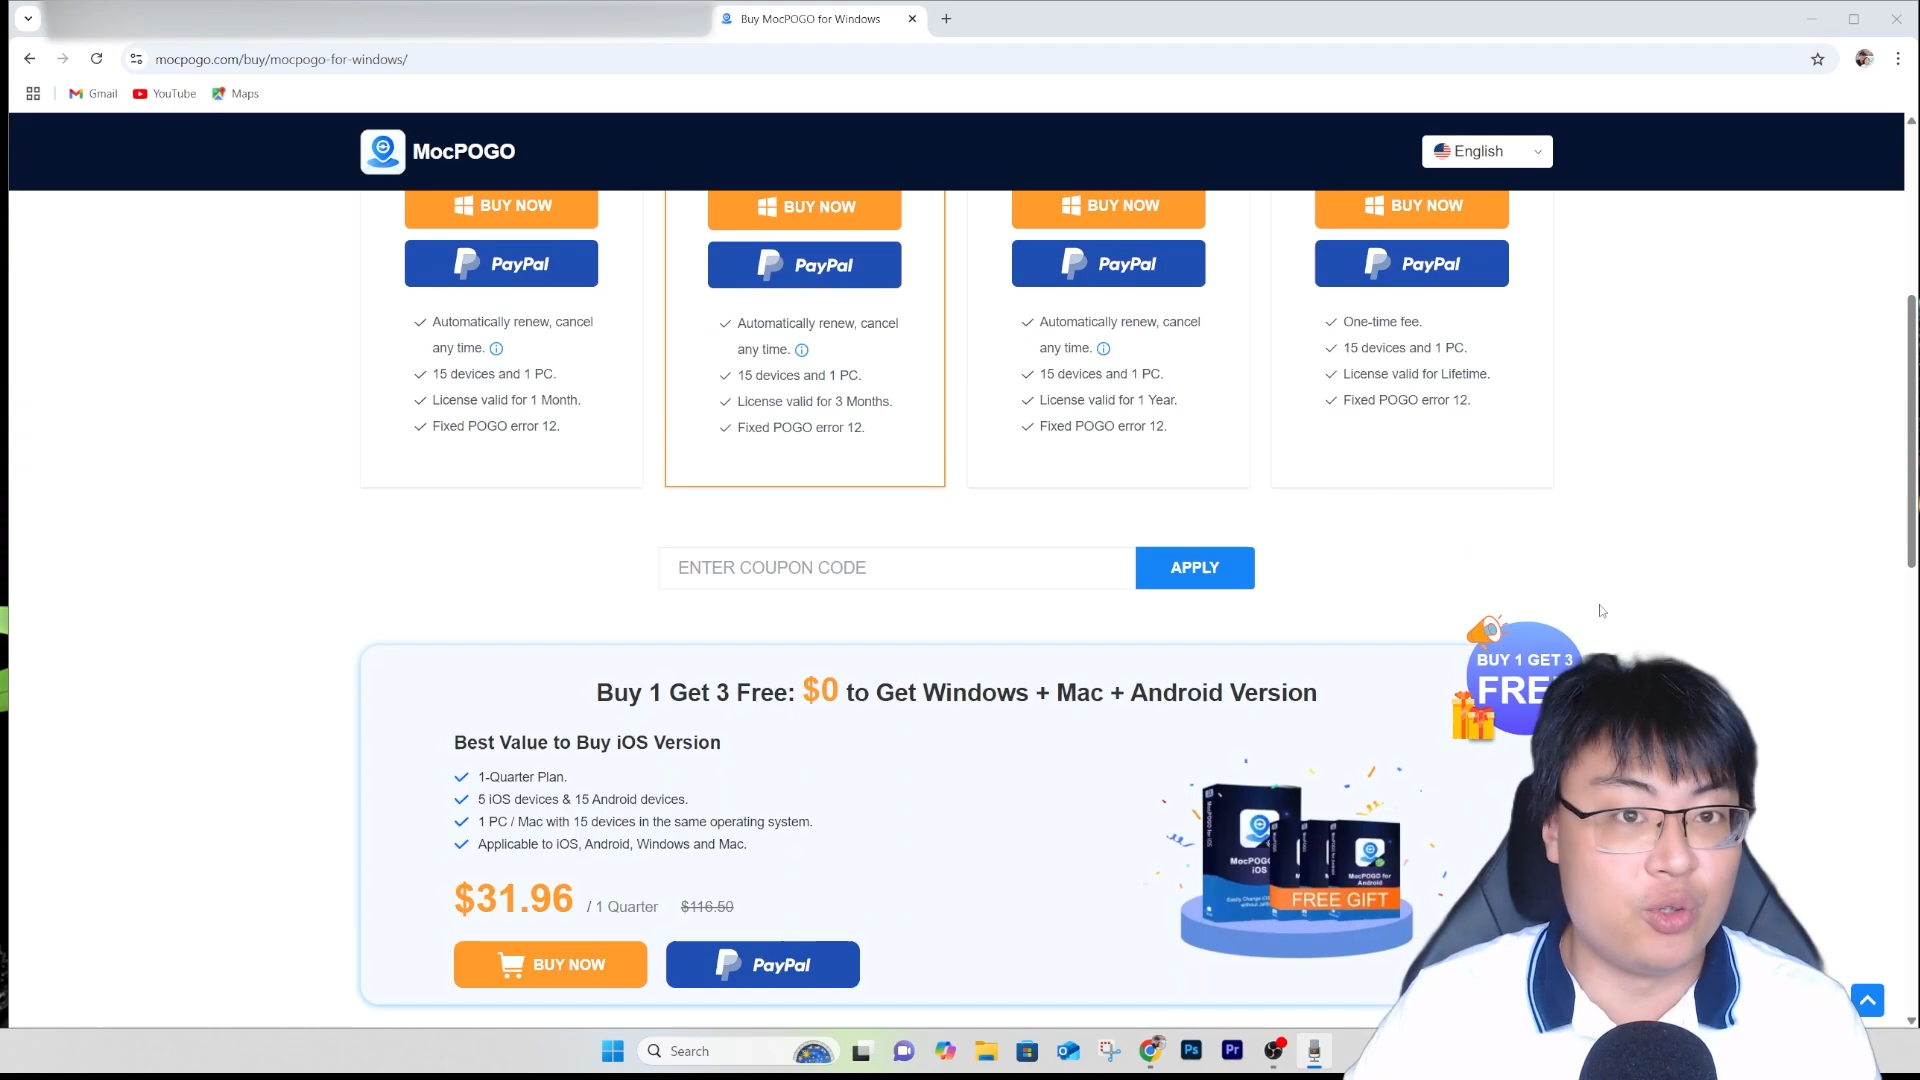 Buy MocPOGO for Windows
mocpogo.com/buy/mocpogo-for-windows/
Gmail
YouTube
Maps
MocPOGO
English
BUY NOW
BUY NOW
BUY NOW
BUY NOW
PayPal
PayPal
PayPal
PayPal
Automatically renew, cancel
any time.
15 devices and 1 PC.
License valid for 1 Month.
Fixed POGO error 12.
Automatically renew, cancel
any time.
15 devices and 1 PC.
License valid for 3 Months.
Fixed POGO error 12.
Automatically renew, cancel
any time.
15 devices and 1 PC.
License valid for 1 Year.
Fixed POGO error 12.
One-time fee.
15 devices and 1 PC.
License valid for Lifetime.
Fixed POGO error 12.
ENTER COUPON CODE
APPLY
BUY 1 GET 3
Buy 1 Get 3 Free: $0 to Get Windows + Mac + Android Version
Best Value to Buy iOS Version
1-Quarter Plan.
5 iOS devices & 15 Android devices.
1 PC / Mac with 15 devices in the same operating system.
Applicable to iOS, Android, Windows and Mac.
$31.96 / 1 Quarter $116.50
BUY NOW
PayPal
iOS
MocPOGO for
Android
FREE GIFT
Search
Ps
Pr